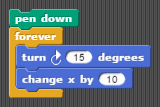 pen down
forever
turn 15 degrees
change x by 10